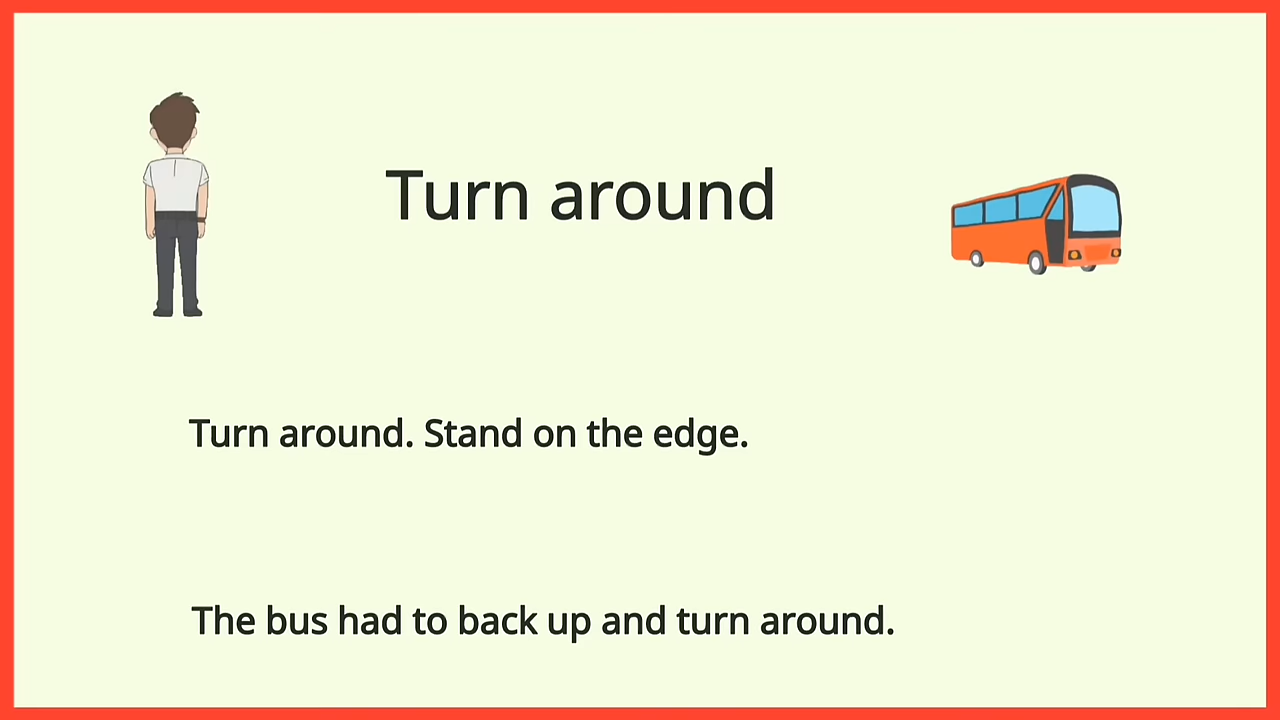 Turn around
Turn around. Stand on the edge.
The bus had to back up and turn around.